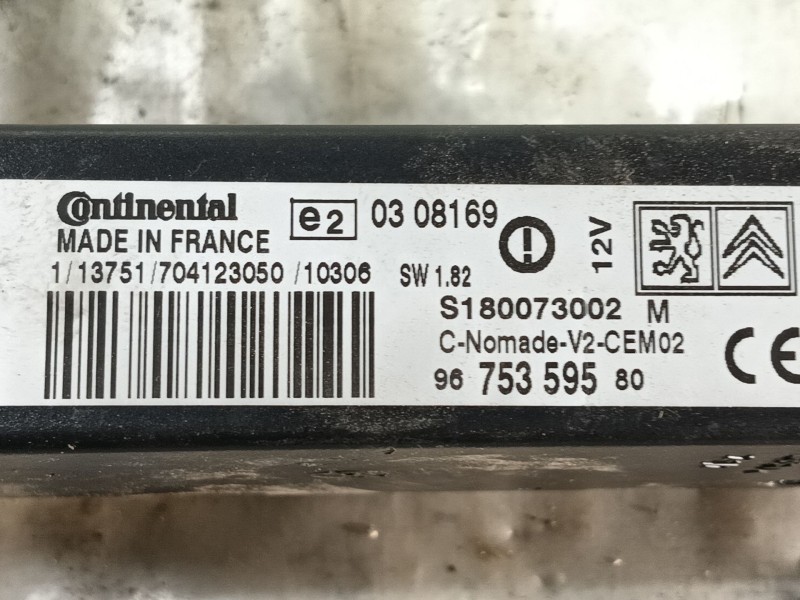 Continental e2 03 08169 12V
MADE IN FRANCE
1/13751/704123050 /10306 SW 1.82
S180073002 M
C-Nomade-V2-CEM02 CE
96 753 595 80